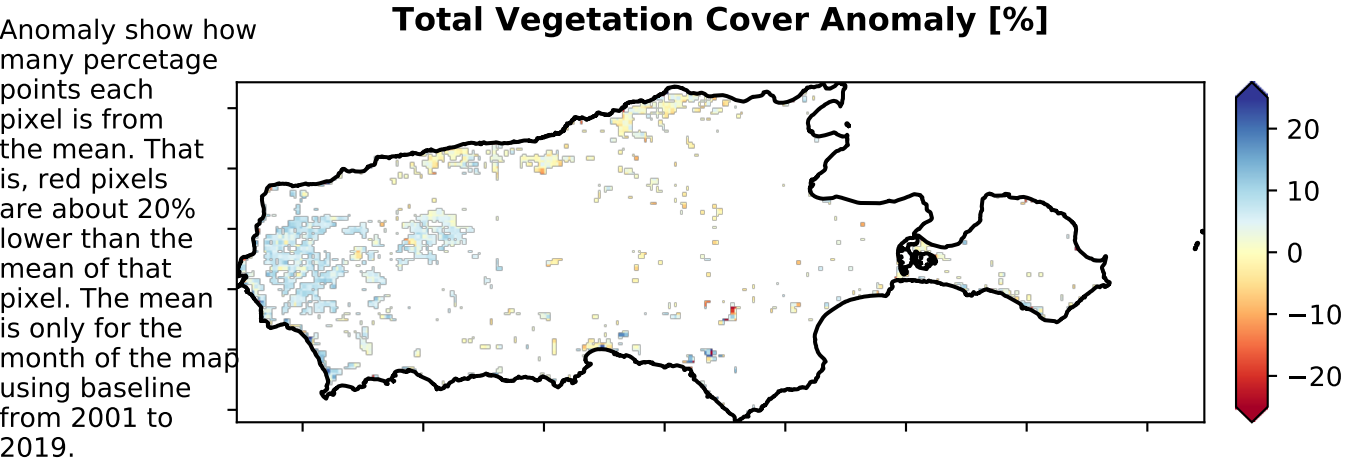 Total Vegetation Cover Anomaly [%]
Anomaly show how
many percetage
points each
pixel is from
the mean. That
is, red pixels
are about 20%
lower than the
mean of that
pixel. The mean
is only for the
month of the map
using baseline
from 2001 to
2019.
20
10
0
−10
−20